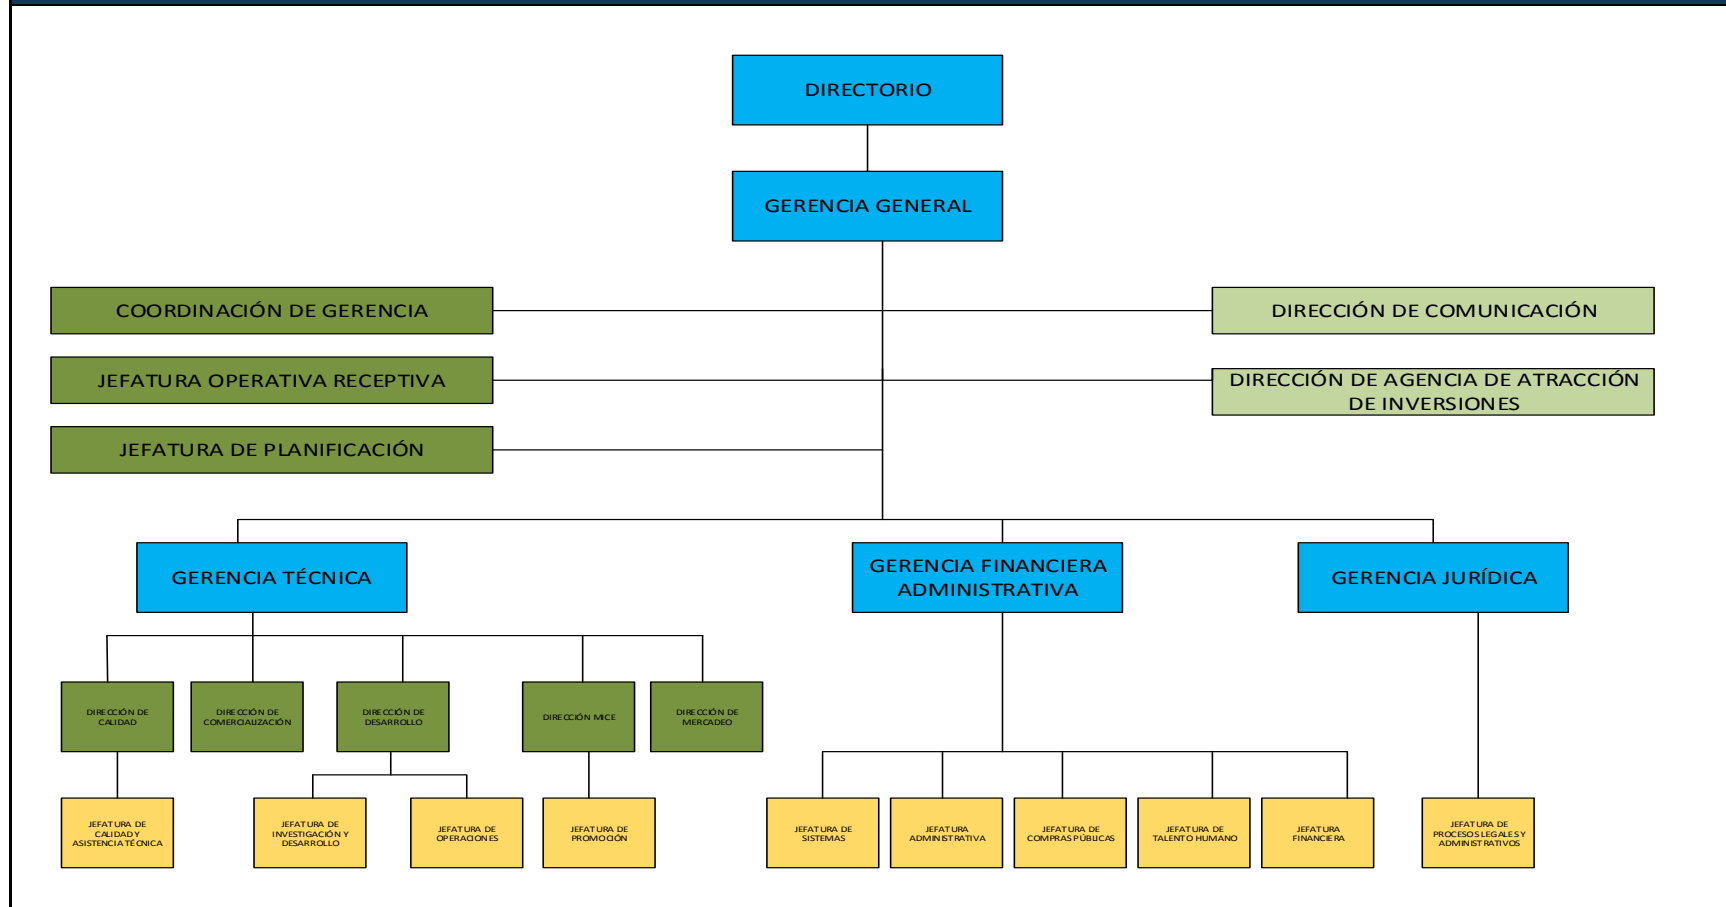 DIRECTORIO
GERENCIA GENERAL
COORDINACIÓN DE GERENCIA
DIRECCIÓN DE COMUNICACIÓN
JEFATURA OPERATIVA RECEPTIVA
DIRECCIÓN DE AGENCIA DE ATRACCIÓN
DE INVERSIONES
JEFATURA DE PLANIFICACIÓN
GERENCIA TÉCNICA
GERENCIA FINANCIERA
ADMINISTRATIVA
GERENCIA JURÍDICA
DIRECCIÓN DE
CALIDAD
DIRECCIÓN DE
COMERCIALIZACIÓN
DIRECCIÓN DE
DESARROLLO
DIRECCIÓN MICE
DIRECCIÓN DE
MERCADEO
JEFATURA DE
CALIDAD Y
ASISTENCIA TÉCNICA
JEFATURA DE
INVESTIGACIÓN Y
DESARROLLO
JEFATURA DE
OPERACIONES
JEFATURA DE
PROMOCIÓN
JEFATURA DE
SISTEMAS
JEFATURA
ADMINISTRATIVA
JEFATURA DE
COMPRAS PÚBLICAS
JEFATURA DE
TALENTO HUMANO
JEFATURA
FINANCIERA
JEFATURA DE
PROCESOS LEGALES Y
ADMINISTRATIVOS